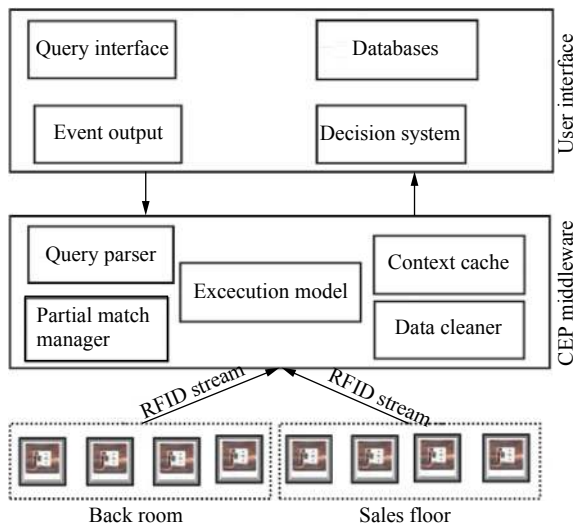 Query interface
Databases
Event output
Decision system
User interface
Query parser
Excecution model
Context cache
Partial match
manager
Data cleaner
CEP middleware
RFID stream
RFID stream
Back room
Sales floor